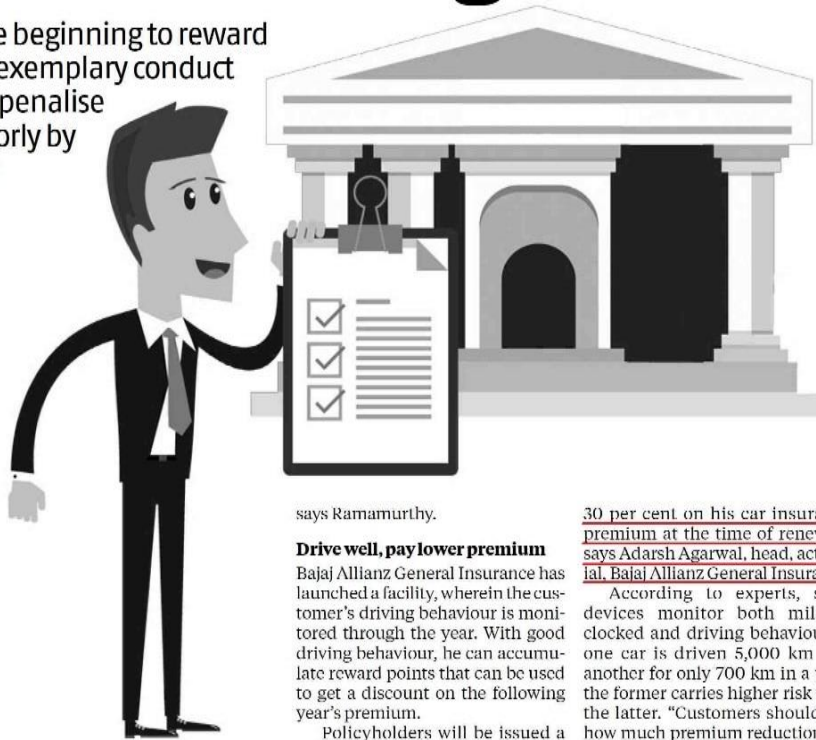 e beginning to reward
exemplary conduct
penalise
orly by
says Ramamurthy.
Drive well, pay lower premium
Bajaj Allianz General Insurance has
launched a facility, wherein the cus-
tomer's driving behaviour is moni-
tored through the year. With good
driving behaviour, he can accumu-
late reward points that can be used
to get a discount on the following
year's premium.
Policyholders will be issued a
30 per cent on his car insura
premium at the time of renew
says Adarsh Agarwal, head, act
ial, Bajaj Allianz General Insura
According to experts, s
devices monitor both mil
clocked and driving behaviou
one car is driven 5,000 km
another for only 700 km in a
the former carries higher risk
the latter. "Customers should
how much premium reduction